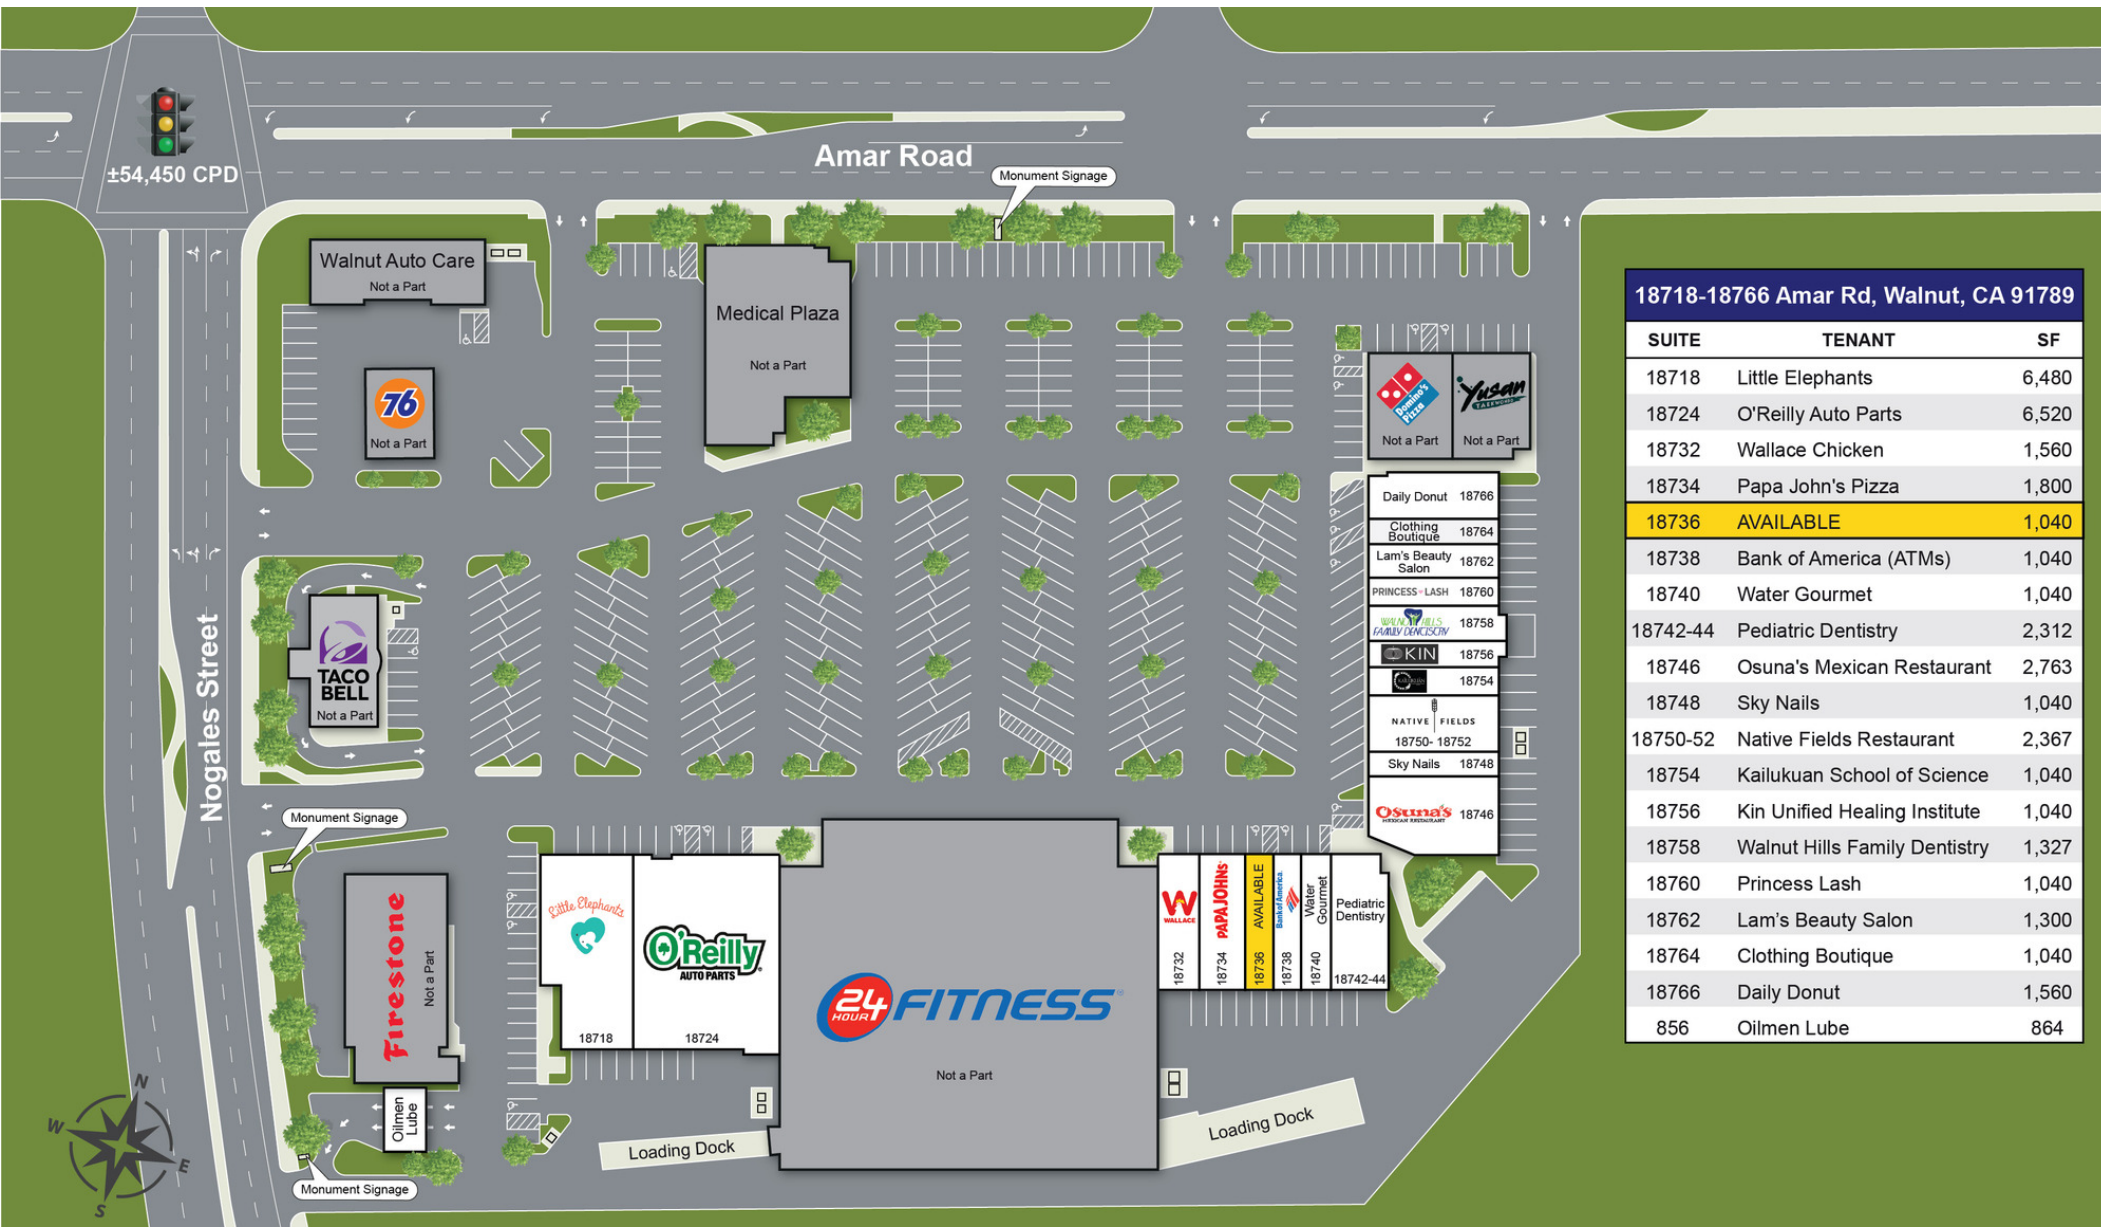 ±54,450 CPD
Amar Road
Monument Signage
Walnut Auto Care
Not a Part
Medical Plaza
Not a Part
76
Not a Part
Domino's
Pizza
Not a Part
Yusan
Not a Part
Daily Donut 18766
Clothing
Boutique 18764
Lam's Beauty
Salon 18762
PRINCESS LASH 18760
WALNUT HILLS
FAMILY DENTISTRY 18758
KIN 18756
18754
NATIVE FIELDS
18750- 18752
Sky Nails 18748
Osuna's
MEXICAN RESTAURANT 18746
TACO
BELL
Not a Part
Nogales Street
Monument Signage
Firestone
Not a Part
Oilmen
Lube
Monument Signage
N
W
E
S
Little Elephants
18718
O'Reilly
AUTO PARTS
18724
24
HOUR
FITNESS
Not a Part
Loading Dock
Loading Dock
WALLACE
18732
PAPA JOHNS
18734
AVAILABLE
18736
Bank of America
18738
Water
Gourmet
18740
Pediatric
Dentistry
18742-44
18718-18766 Amar Rd, Walnut, CA 91789
SUITE TENANT SF
18718 Little Elephants 6,480
18724 O'Reilly Auto Parts 6,520
18732 Wallace Chicken 1,560
18734 Papa John's Pizza 1,800
18736 AVAILABLE 1,040
18738 Bank of America (ATMs) 1,040
18740 Water Gourmet 1,040
18742-44 Pediatric Dentistry 2,312
18746 Osuna's Mexican Restaurant 2,763
18748 Sky Nails 1,040
18750-52 Native Fields Restaurant 2,367
18754 Kailukuan School of Science 1,040
18756 Kin Unified Healing Institute 1,040
18758 Walnut Hills Family Dentistry 1,327
18760 Princess Lash 1,040
18762 Lam's Beauty Salon 1,300
18764 Clothing Boutique 1,040
18766 Daily Donut 1,560
856 Oilmen Lube 864